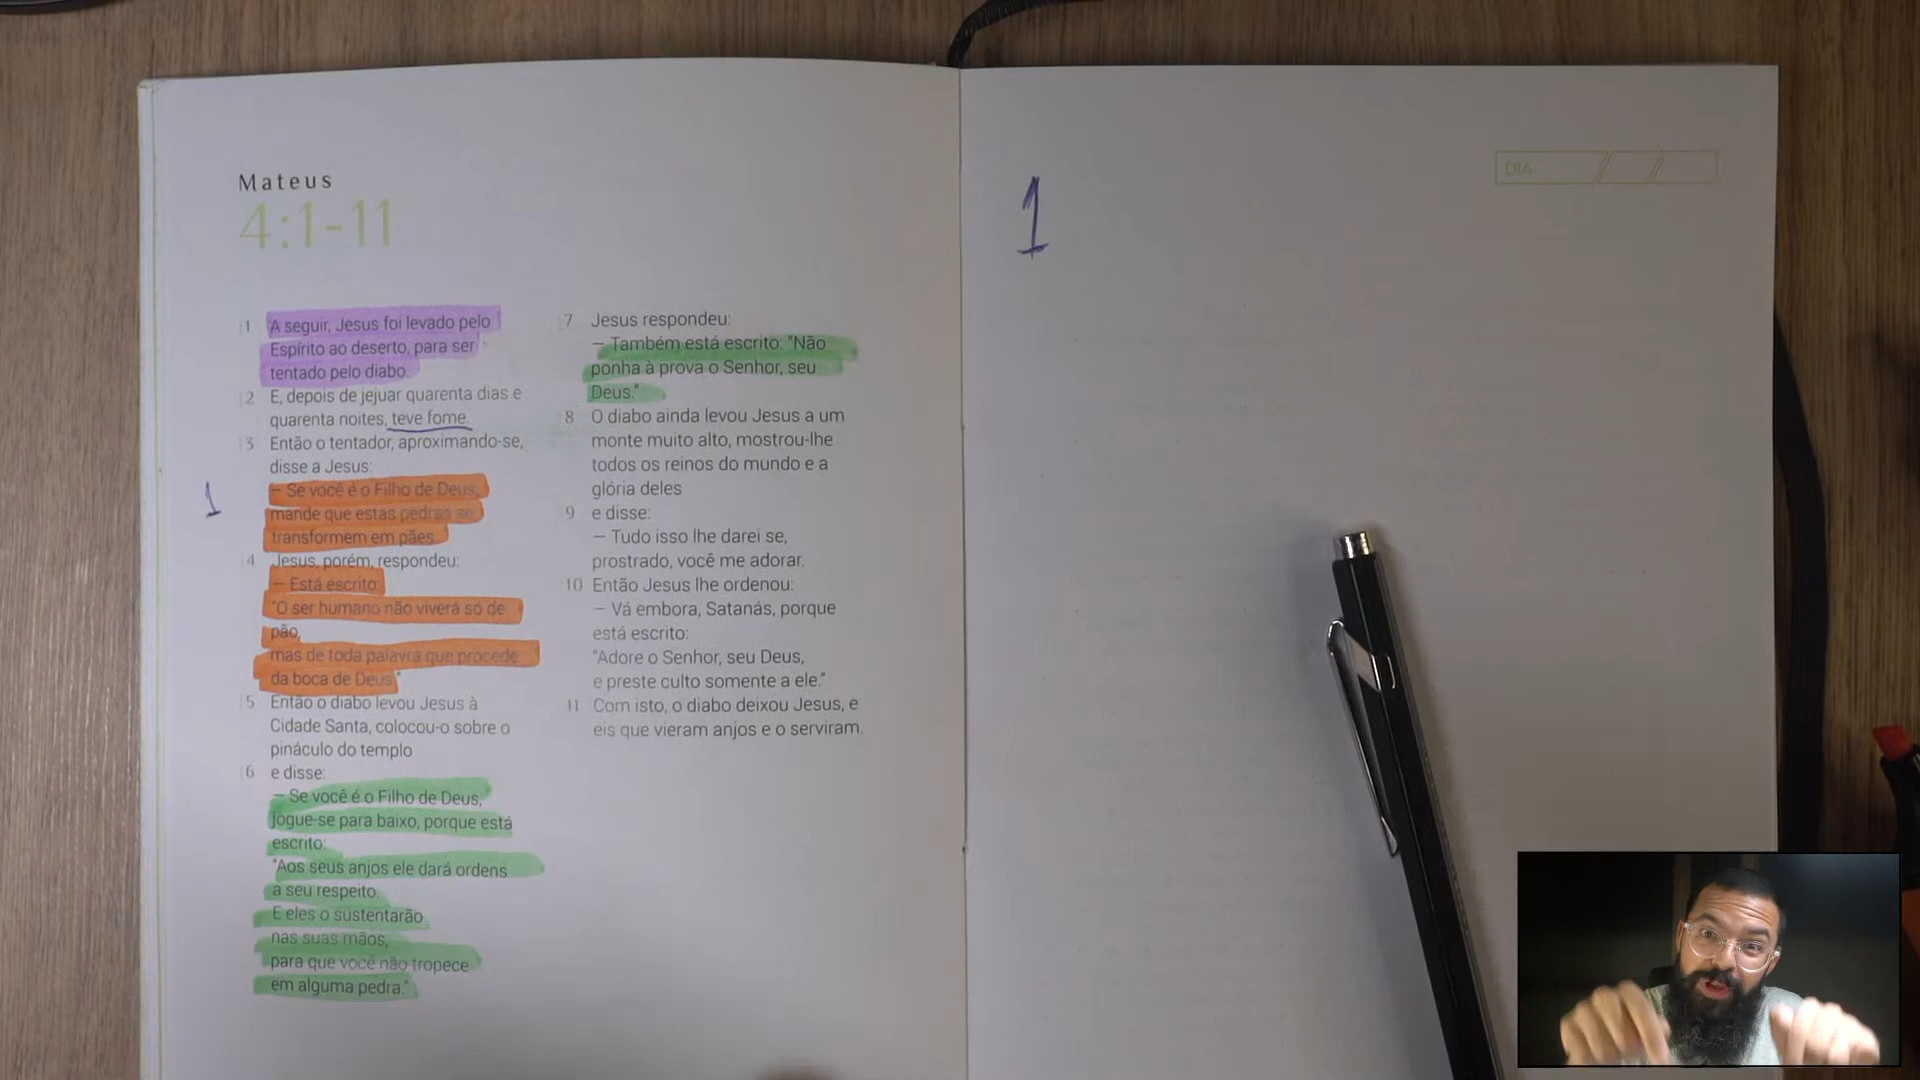 Mateus
4:1-11
1 A seguir, Jesus foi levado pelo
Espírito ao deserto, para ser
tentado pelo diabo.
2 E, depois de jejuar quarenta dias e
quarenta noites, teve fome.
3 Então o tentador, aproximando-se,
disse a Jesus:
1
— Se você é o Filho de Deus,
mande que estas pedras se
transformem em pães.
4 Jesus, porém, respondeu:
— Está escrito:
"O ser humano não viverá só de
pão,
mas de toda palavra que procede
da boca de Deus."
5 Então o diabo levou Jesus à
Cidade Santa, colocou-o sobre o
pináculo do templo
6 e disse:
— Se você é o Filho de Deus,
jogue-se para baixo, porque está
escrito:
"Aos seus anjos ele dará ordens
a seu respeito.
E eles o sustentarão
nas suas mãos,
para que você não tropece
em alguma pedra."
7 Jesus respondeu:
— Também está escrito: "Não
ponha à prova o Senhor, seu
Deus."
8 O diabo ainda levou Jesus a um
monte muito alto, mostrou-lhe
todos os reinos do mundo e a
glória deles
9 e disse:
— Tudo isso lhe darei se,
prostrado, você me adorar.
10 Então Jesus lhe ordenou:
— Vá embora, Satanás, porque
está escrito:
"Adore o Senhor, seu Deus,
e preste culto somente a ele."
11 Com isto, o diabo deixou Jesus, e
eis que vieram anjos e o serviram.
1
DIA / /